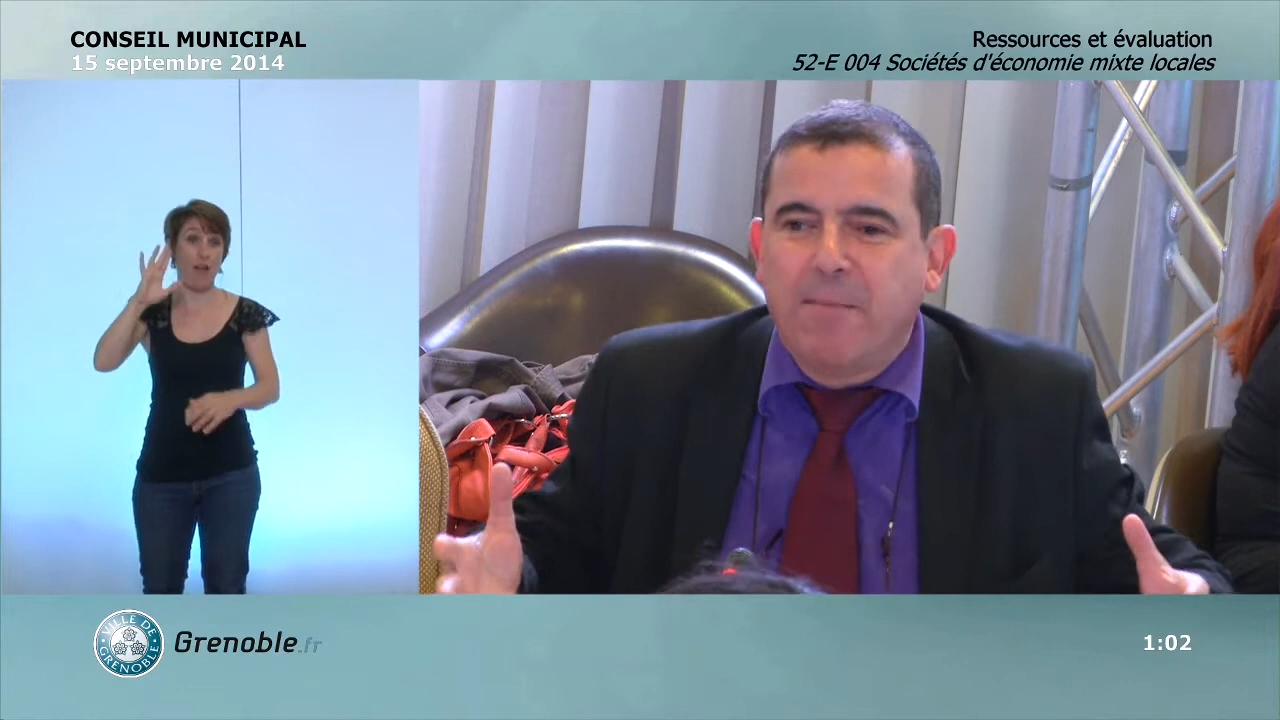 CONSEIL MUNICIPAL
15 septembre 2014
Ressources et évaluation
52-E 004 Sociétés d'économie mixte locales
VILLE DE
GRENOBLE
Grenoble.fr
1:02